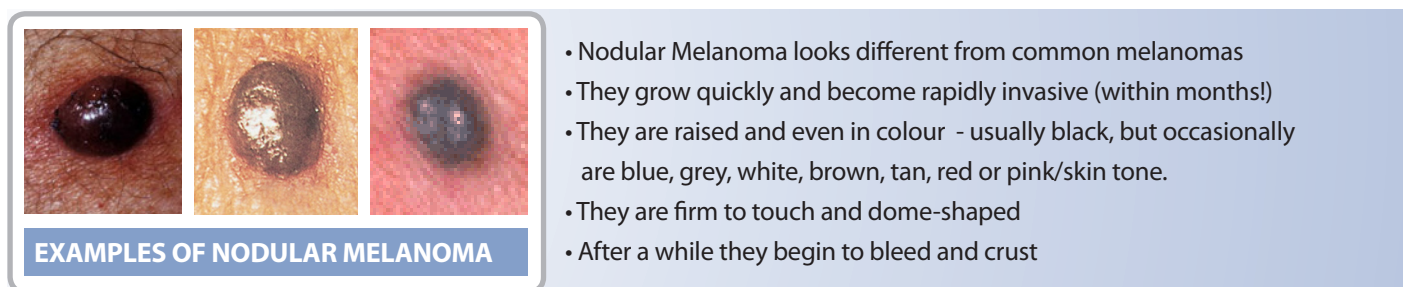 EXAMPLES OF NODULAR MELANOMA
• Nodular Melanoma looks different from common melanomas
• They grow quickly and become rapidly invasive (within months!)
• They are raised and even in colour - usually black, but occasionally
are blue, grey, white, brown, tan, red or pink/skin tone.
• They are firm to touch and dome-shaped
• After a while they begin to bleed and crust